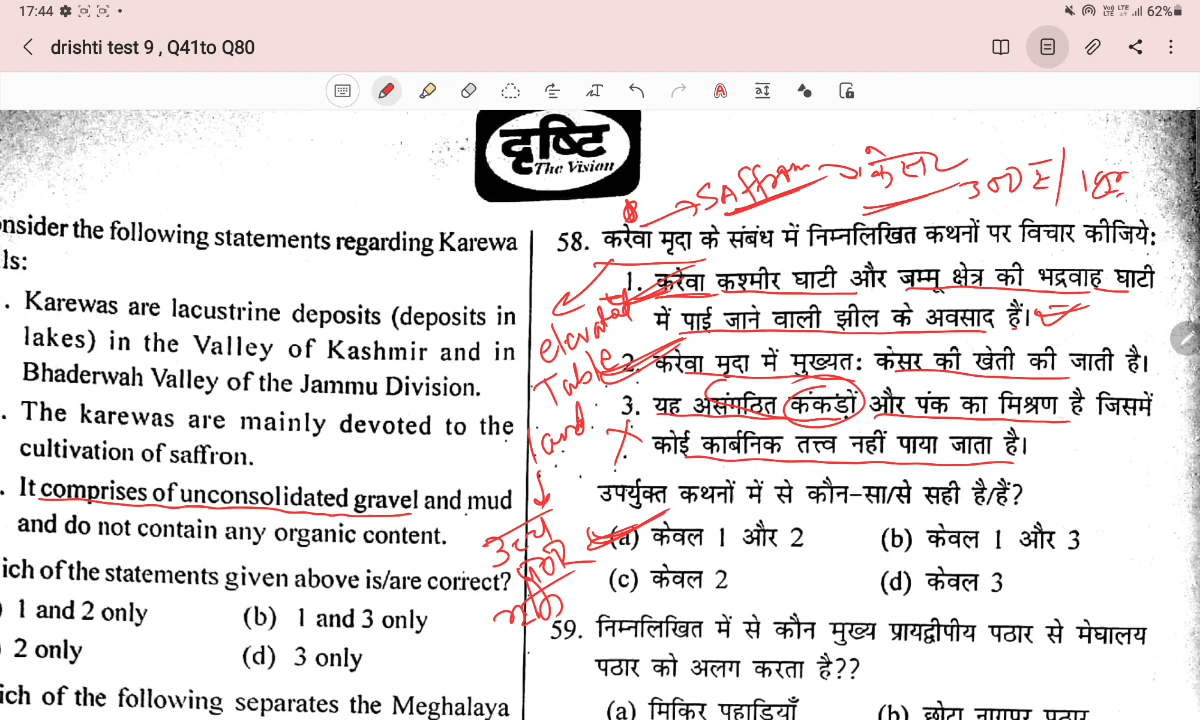 17:44
Vo) LTE
LTE
62%
drishti test 9 , Q41to Q80
दृष्टि
The Vision
Saffron केसर
onsider the following statements regarding Karewa
ls:
. Karewas are lacustrine deposits (deposits in
lakes) in the Valley of Kashmir and in
Bhaderwah Valley of the Jammu Division.
. The karewas are mainly devoted to the
cultivation of saffron.
. It comprises of unconsolidated gravel and mud
and do not contain any organic content.
ich of the statements given above is/are correct?
1 and 2 only (b) 1 and 3 only
2 only (d) 3 only
ich of the following separates the Meghalaya
elevated
Table
land
उच्च
58. करेवा मृदा के संबंध में निम्नलिखित कथनों पर विचार कीजिये:
1. करेवा कश्मीर घाटी और जम्मू क्षेत्र की भद्रवाह घाटी
में पाई जाने वाली झील के अवसाद हैं।
2. करेवा मृदा में मुख्यतः केसर की खेती की जाती है।
3. यह असंगठित कंकड़ों और पंक का मिश्रण है जिसमें
कोई कार्बनिक तत्त्व नहीं पाया जाता है।
उपर्युक्त कथनों में से कौन-सा/से सही है/हैं?
(a) केवल 1 और 2 (b) केवल 1 और 3
(c) केवल 2 (d) केवल 3
59. निम्नलिखित में से कौन मुख्य प्रायद्वीपीय पठार से मेघालय
पठार को अलग करता है??
(a) मिकिर पहाड़ियाँ (b) छोटा नागपुर पठार